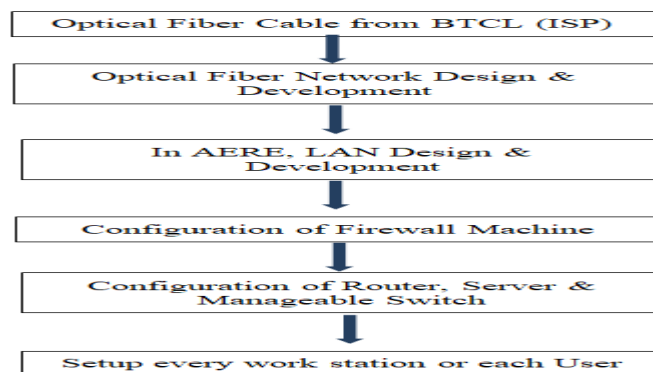 Optical Fiber Cable from BTCL (ISP)
Optical Fiber Network Design &
Development
In AERE, LAN Design &
Development
Configuration of Firewall Machine
Configuration of Router, Server &
Manageable Switch
Setup every work station or each User